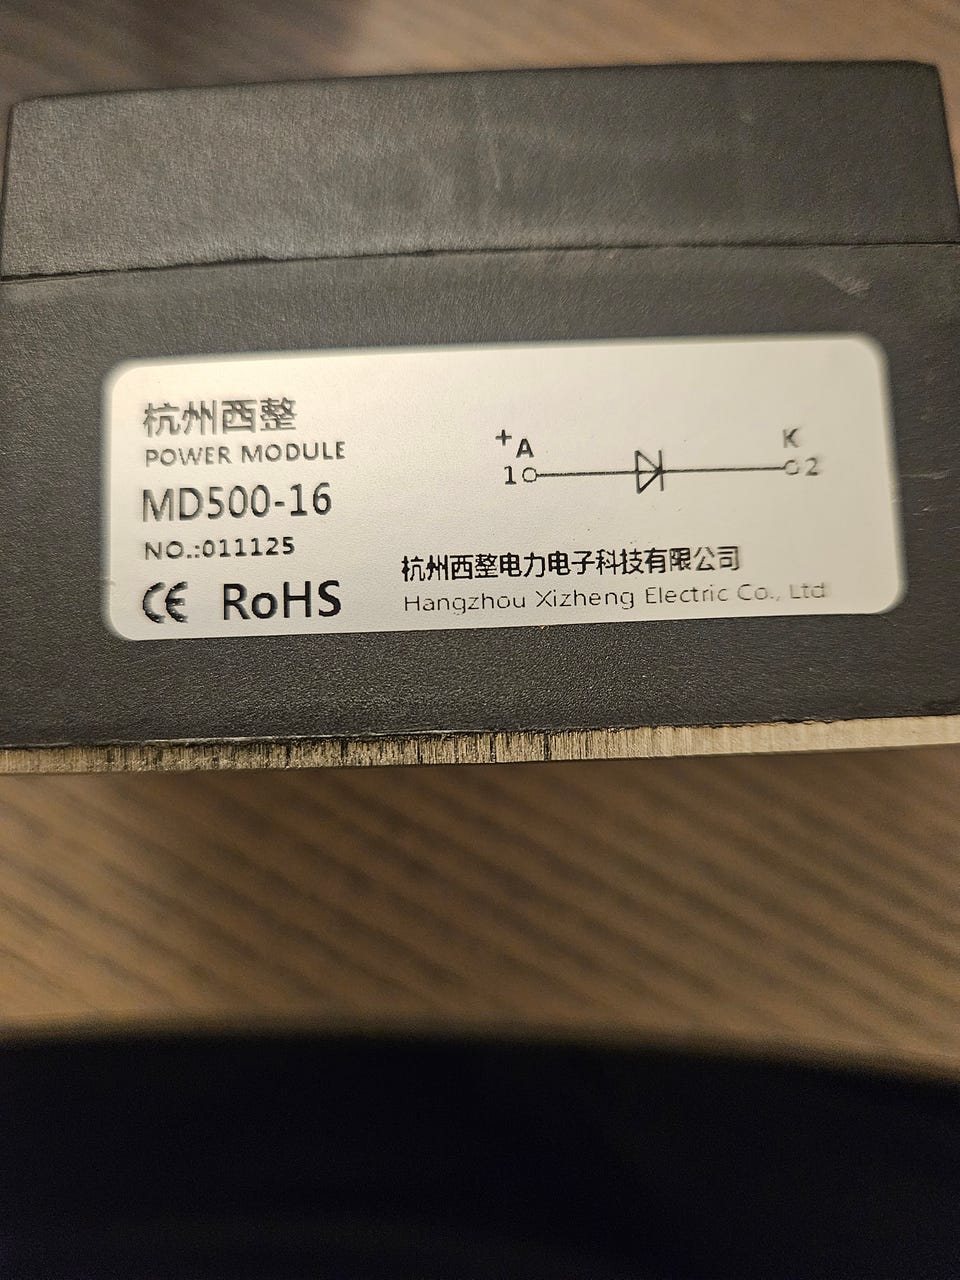 杭州西整
POWER MODULE
MD500-16
NO.:011125
CE RoHS
+ A K
1 2
杭州西整电力电子科技有限公司
Hangzhou Xizheng Electric Co., Ltd